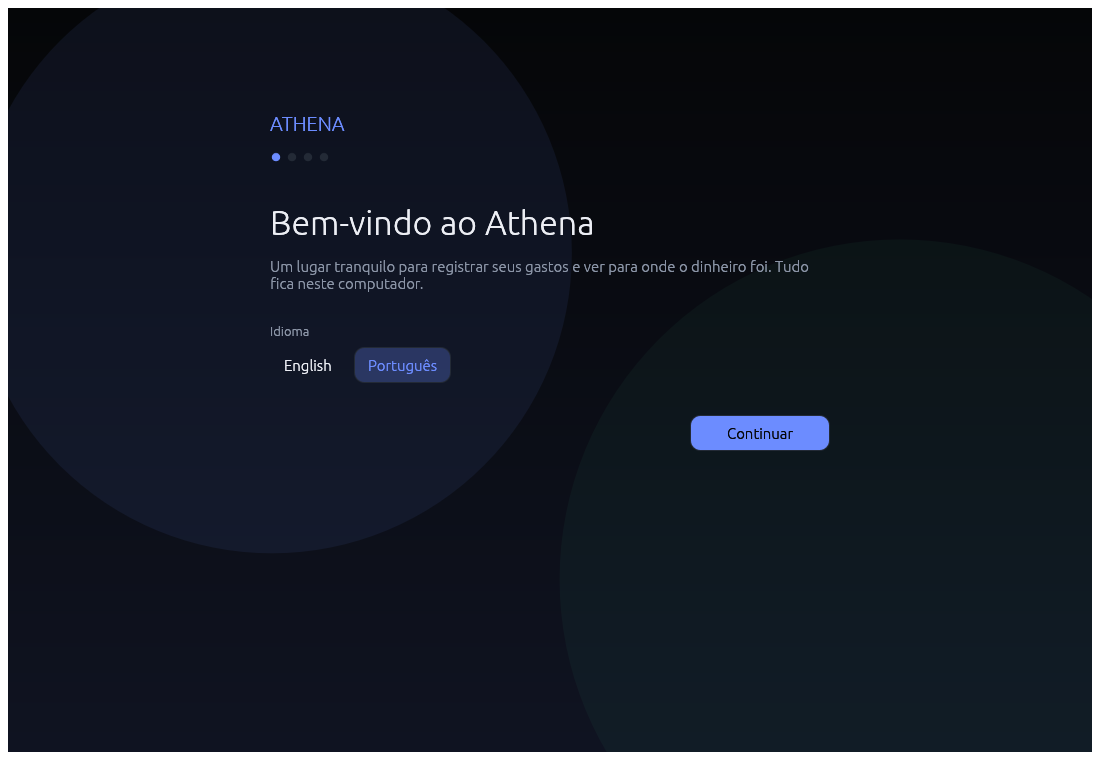 ATHENA
Bem-vindo ao Athena
Um lugar tranquilo para registrar seus gastos e ver para onde o dinheiro foi. Tudo
fica neste computador.
Idioma
English Português
Continuar